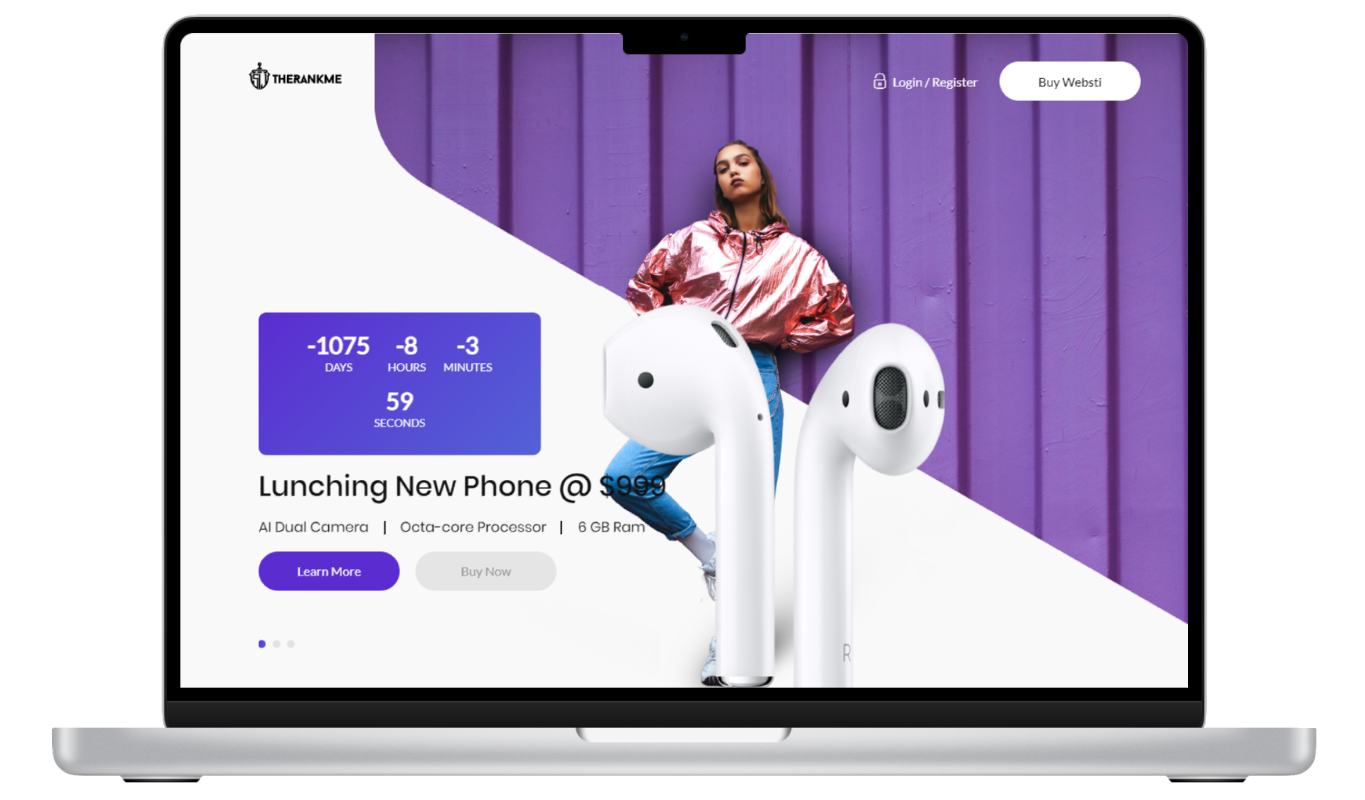 THERANKME
Login / Register
Buy Websti
-1075 -8 -3
DAYS HOURS MINUTES
59
SECONDS
Lunching New Phone @ $999
AI Dual Camera | Octa-core Processor | 6 GB Ram
Learn More
Buy Now
R